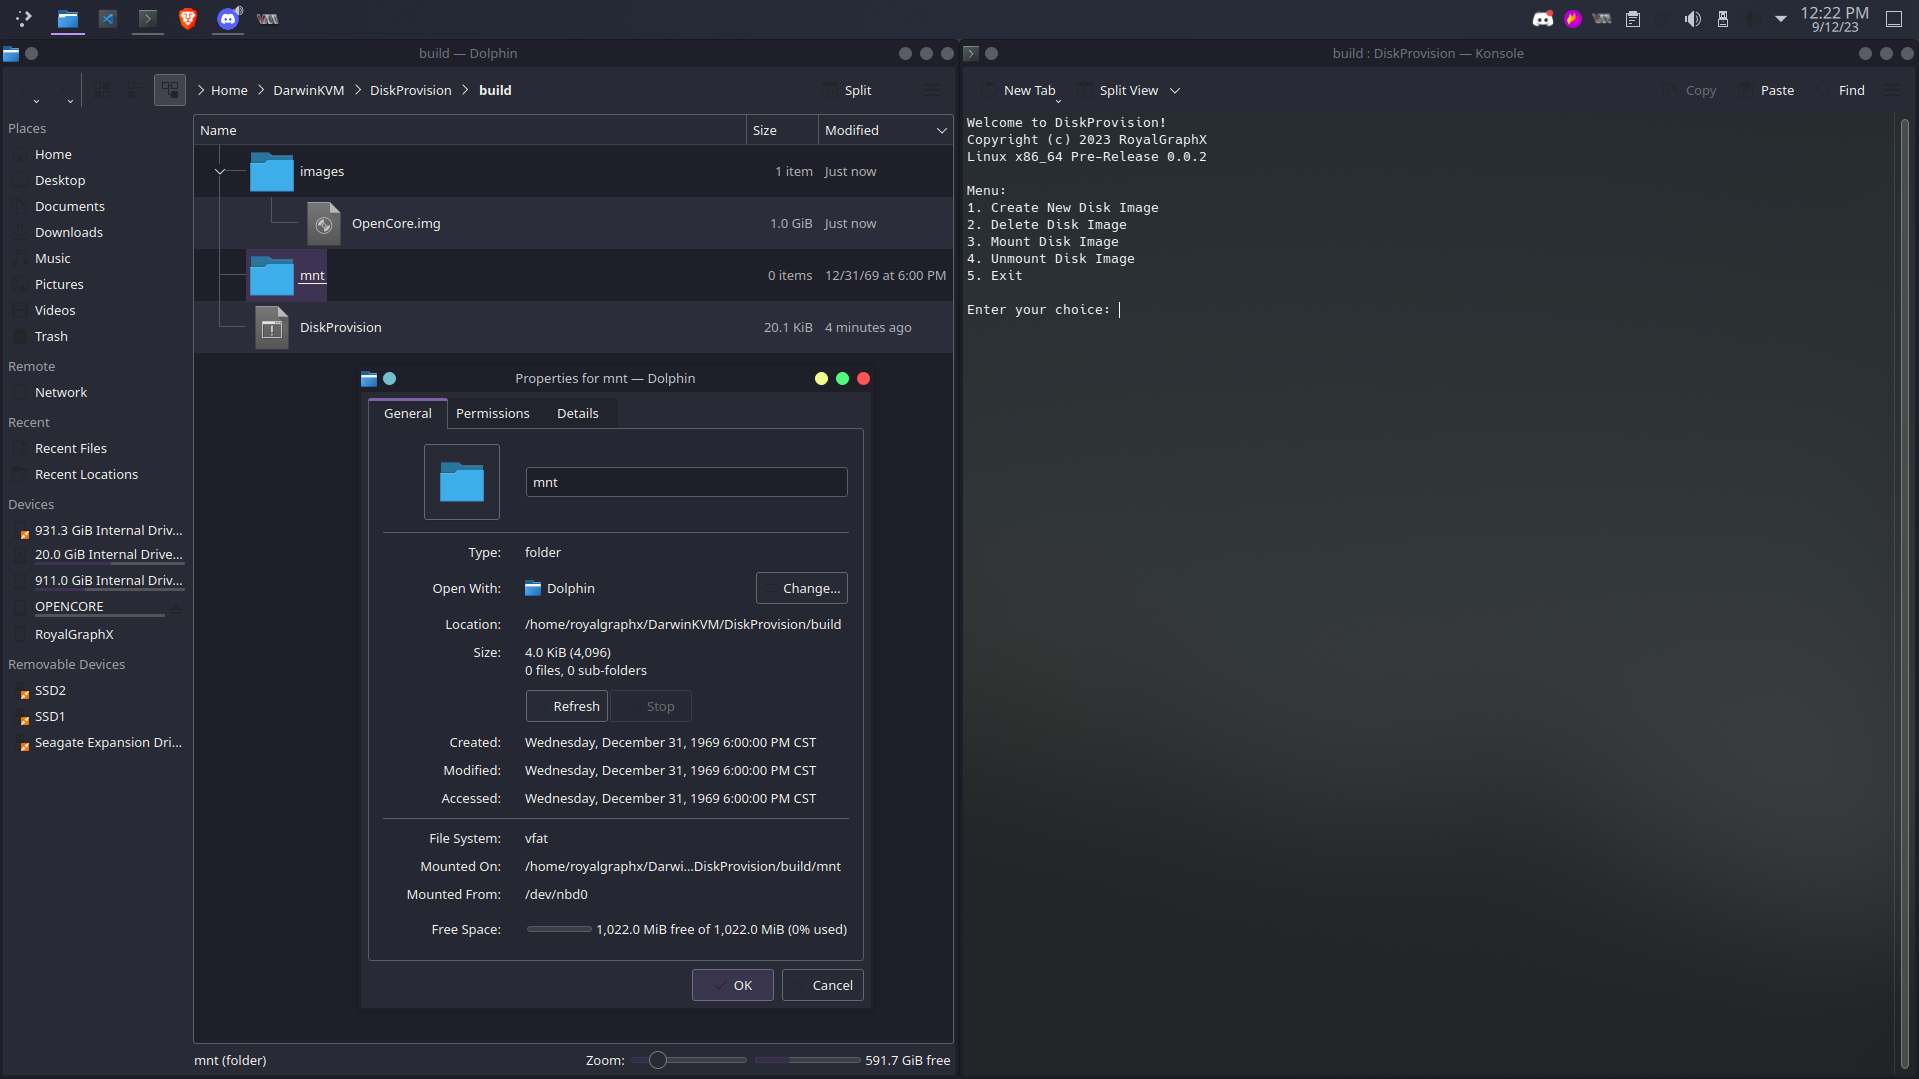 12:22 PM
9/12/23
build — Dolphin
Home
DarwinKVM
DiskProvision
build
Split
Places
Home
Desktop
Documents
Downloads
Music
Pictures
Videos
Trash
Remote
Network
Recent
Recent Files
Recent Locations
Devices
931.3 GiB Internal Driv...
20.0 GiB Internal Drive...
911.0 GiB Internal Driv...
OPENCORE
RoyalGraphX
Removable Devices
SSD2
SSD1
Seagate Expansion Dri...
Name Size Modified
images 1 item Just now
OpenCore.img 1.0 GiB Just now
mnt 0 items 12/31/69 at 6:00 PM
DiskProvision 20.1 KiB 4 minutes ago
Properties for mnt — Dolphin
General Permissions Details
mnt
Type: folder
Open With: Dolphin Change...
Location: /home/royalgraphx/DarwinKVM/DiskProvision/build
Size: 4.0 KiB (4,096)
0 files, 0 sub-folders
Refresh Stop
Created: Wednesday, December 31, 1969 6:00:00 PM CST
Modified: Wednesday, December 31, 1969 6:00:00 PM CST
Accessed: Wednesday, December 31, 1969 6:00:00 PM CST
File System: vfat
Mounted On: /home/royalgraphx/Darwi...DiskProvision/build/mnt
Mounted From: /dev/nbd0
Free Space: 1,022.0 MiB free of 1,022.0 MiB (0% used)
OK Cancel
mnt (folder)
Zoom:
591.7 GiB free
build : DiskProvision — Konsole
New Tab Split View Copy Paste Find
Welcome to DiskProvision!
Copyright (c) 2023 RoyalGraphX
Linux x86_64 Pre-Release 0.0.2
Menu:
1. Create New Disk Image
2. Delete Disk Image
3. Mount Disk Image
4. Unmount Disk Image
5. Exit
Enter your choice: